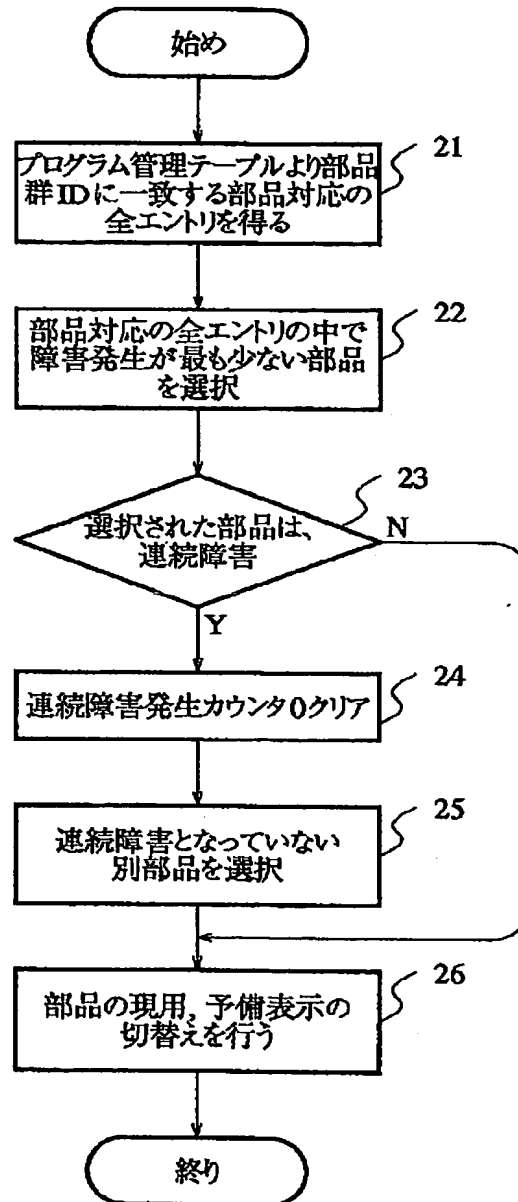 始め
プログラム管理テーブルより部品
群IDに一致する部品対応の
全エントリを得る
21
部品対応の全エントリの中で
障害発生が最も少ない部品
を選択
22
選択された部品は、
連続障害
23
N
Y
連続障害発生カウンタ0クリア
24
連続障害となっていない
別部品を選択
25
部品の現用,予備表示の
切替えを行う
26
終り